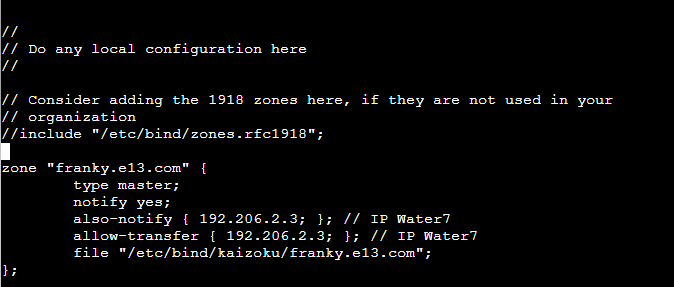 //
// Do any local configuration here
//
// Consider adding the 1918 zones here, if they are not used in your
// organization
//include "/etc/bind/zones.rfc1918";
zone "franky.e13.com" {
type master;
notify yes;
also-notify { 192.206.2.3; }; // IP Water7
allow-transfer { 192.206.2.3; }; // IP Water7
file "/etc/bind/kaizoku/franky.e13.com";
};